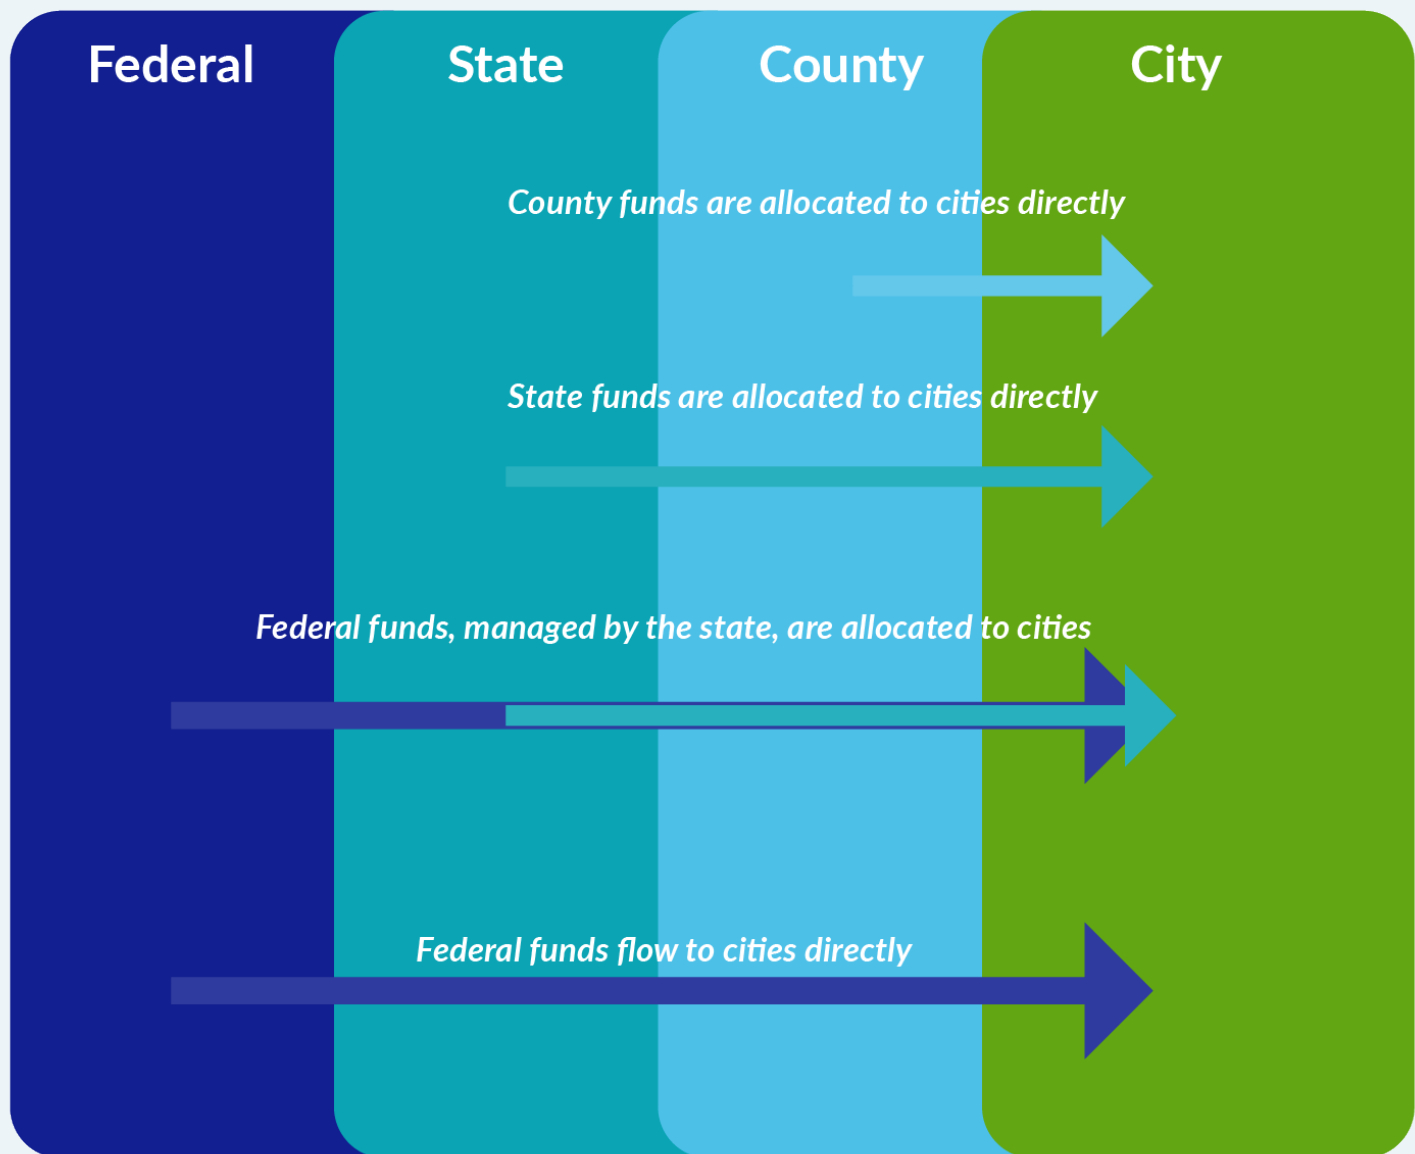 Federal
State
County
City
County funds are allocated to cities directly
State funds are allocated to cities directly
Federal funds, managed by the state, are allocated to cities
Federal funds flow to cities directly